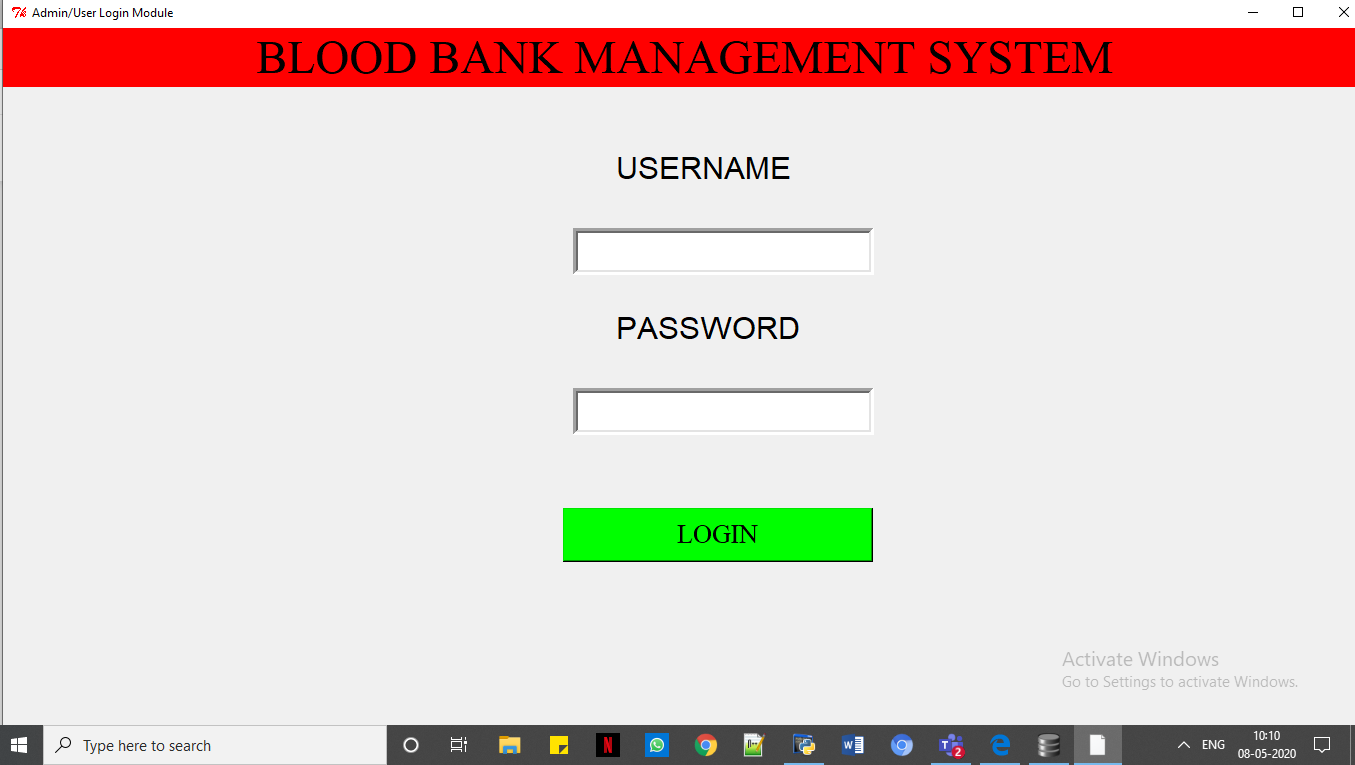 Admin/User Login Module
BLOOD BANK MANAGEMENT SYSTEM
USERNAME
PASSWORD
LOGIN
Activate Windows
Go to Settings to activate Windows.
Type here to search
N
W
T
2
ENG
10:10
08-05-2020